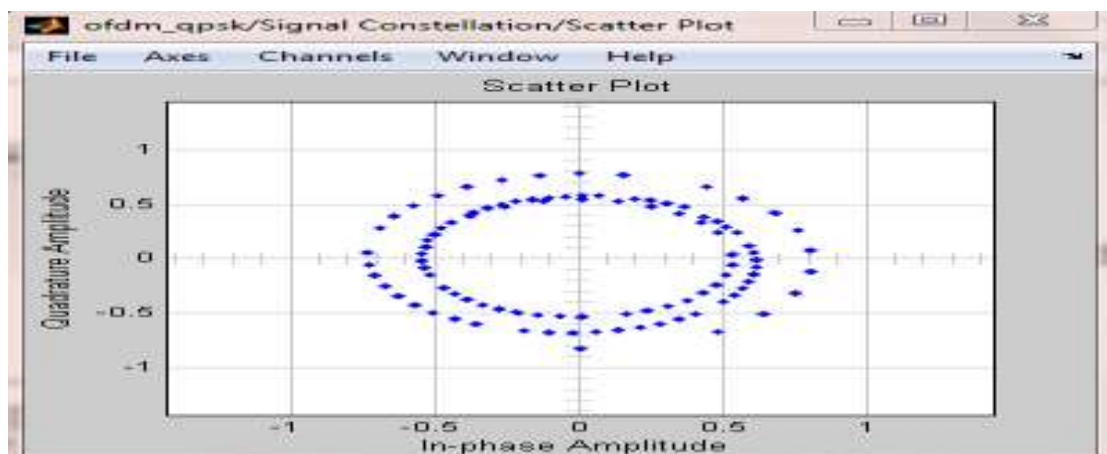 ofdm_qpsk/Signal Constellation/Scatter Plot
File Axes Channels Window Help
Scatter Plot
Quadrature Amplitude
1
0.5
0
-0.5
-1
-1 -0.5 0 0.5 1
In-phase Amplitude